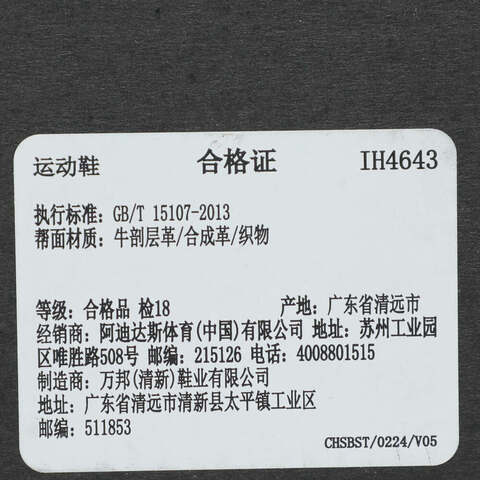 运动鞋 合格证 IH4643
执行标准: GB/T 15107-2013
帮面材质: 牛剖层革/合成革/织物
等级: 合格品 检18 产地: 广东省清远市
经销商: 阿迪达斯体育(中国)有限公司 地址: 苏州工业园
区唯胜路508号 邮编: 215126 电话: 4008801515
制造商: 万邦(清新)鞋业有限公司
地址: 广东省清远市清新县太平镇工业区
邮编: 511853
CHSBST/0224/V05